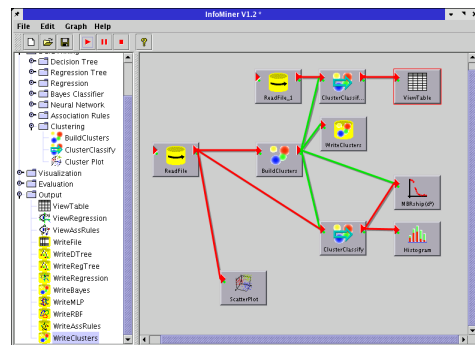 InfoMiner V1.2 *
File Edit Graph Help
Decision Tree
Regression Tree
Regression
Bayes Classifier
Neural Network
Association Rules
Clustering
BuildClusters
ClusterClassify
Cluster Plot
Visualization
Evaluation
Output
ViewTable
ViewRegression
ViewAssRules
WriteFile
WriteDTree
WriteRegTree
WriteRegression
WriteBayes
WriteMLP
WriteRBF
WriteAssRules
WriteClusters
ReadFile_1
ClusterClassif...
ViewTable
WriteClusters
ReadFile
BuildClusters
ClusterClassify
Histogram
ScatterPlot